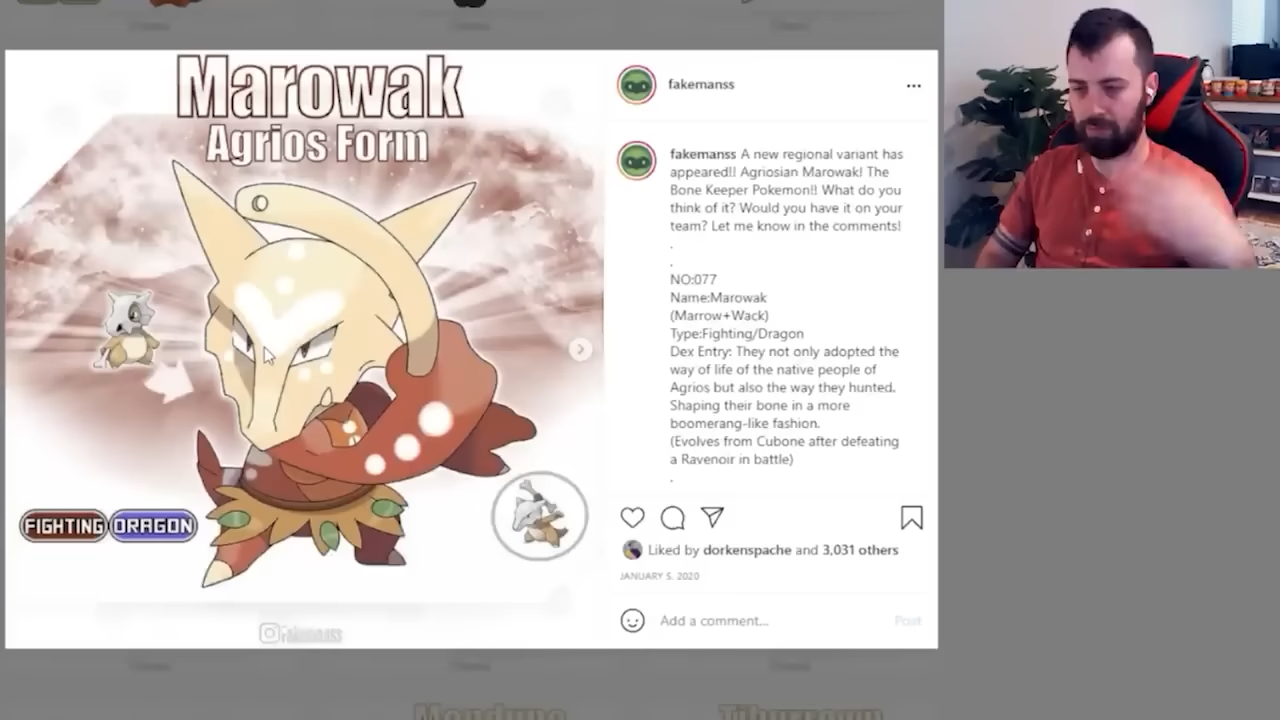 Marowak
Agrios Form
FIGHTING DRAGON
fakemanss
fakemanss A new regional variant has
appeared!! Agriosian Marowak! The
Bone Keeper Pokemon!! What do you
think of it? Would you have it on your
team? Let me know in the comments!
.
.
NO:077
Name:Marowak
(Marrow+Wack)
Type:Fighting/Dragon
Dex Entry: They not only adopted the
way of life of the native people of
Agrios but also the way they hunted.
Shaping their bone in a more
boomerang-like fashion.
(Evolves from Cubone after defeating
a Ravenoir in battle)
.
Liked by dorkenspache and 3,031 others
JANUARY 5, 2020
Add a comment...
Post